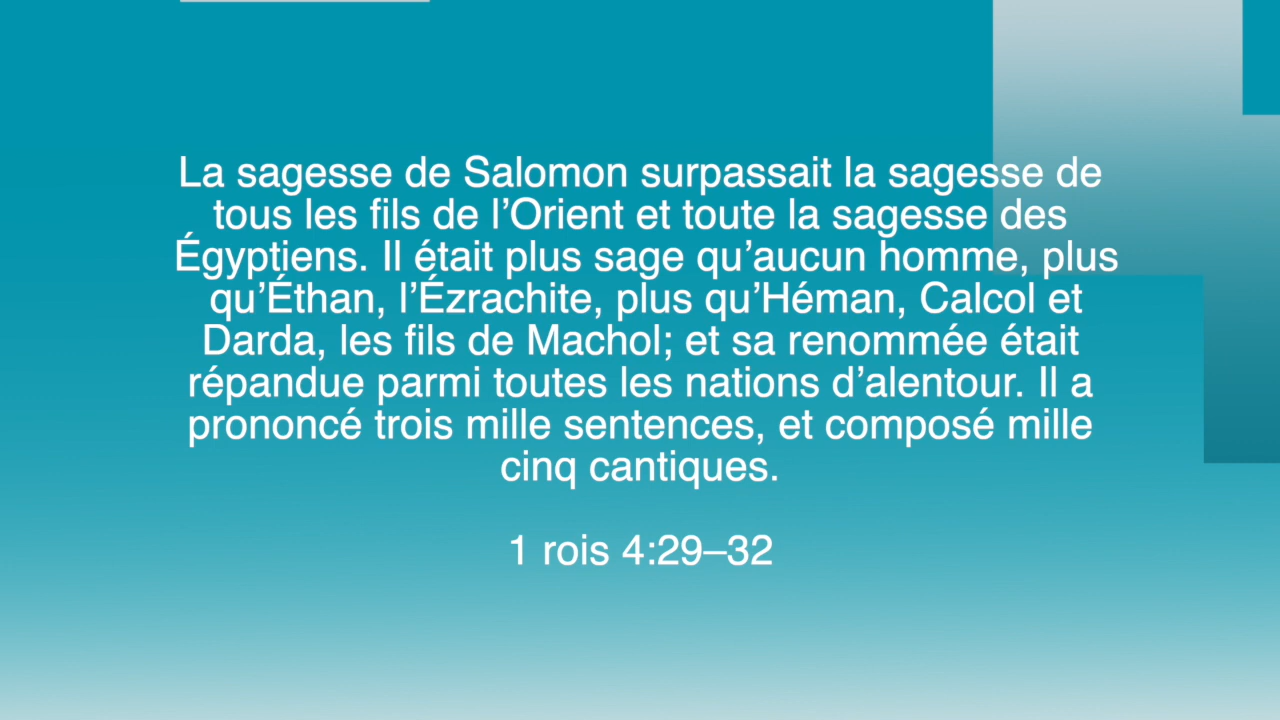 La sagesse de Salomon surpassait la sagesse de
tous les fils de l’Orient et toute la sagesse des
Égyptiens. Il était plus sage qu’aucun homme, plus
qu’Éthan, l’Ézrachite, plus qu’Héman, Calcol et
Darda, les fils de Machol; et sa renommée était
répandue parmi toutes les nations d’alentour. Il a
prononcé trois mille sentences, et composé mille
cinq cantiques.
1 rois 4:29–32